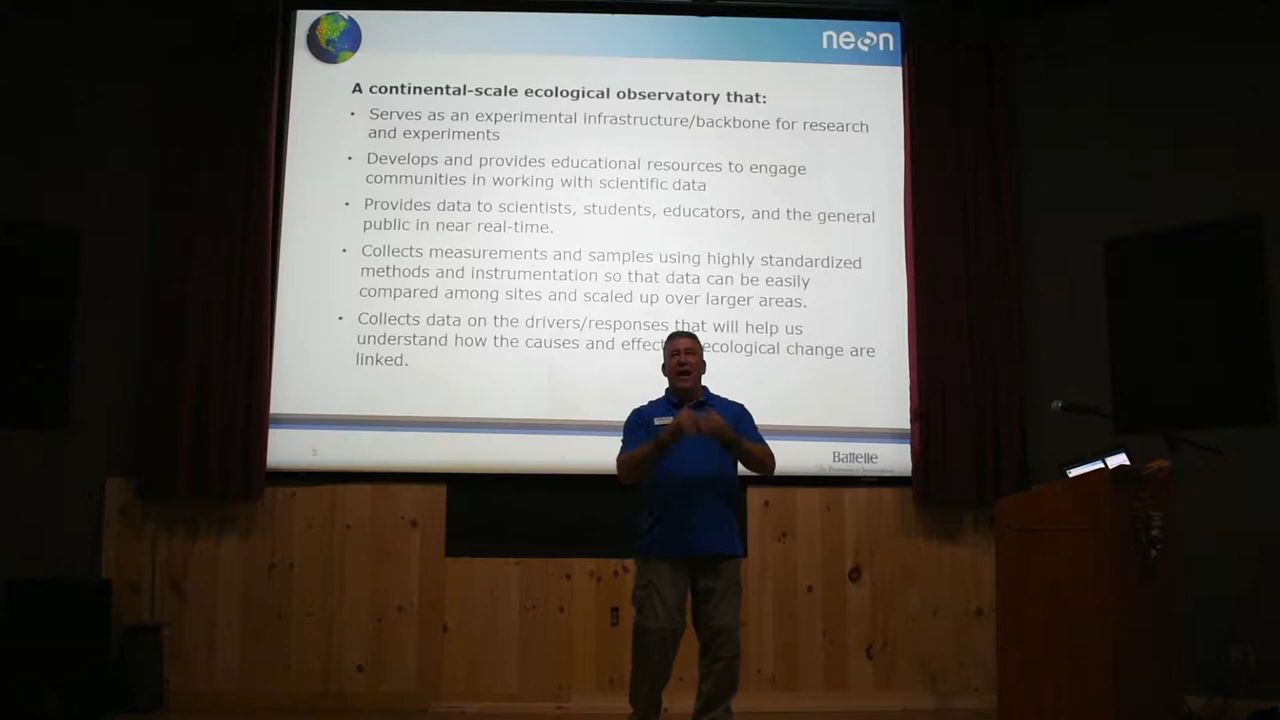 neon
A continental-scale ecological observatory that:
• Serves as an experimental infrastructure/backbone for research
and experiments
• Develops and provides educational resources to engage
communities in working with scientific data
• Provides data to scientists, students, educators, and the general
public in near real-time.
• Collects measurements and samples using highly standardized
methods and instrumentation so that data can be easily
compared among sites and scaled up over larger areas.
• Collects data on the drivers/responses that will help us
understand how the causes and effec ecological change are
linked.
3
Battelle